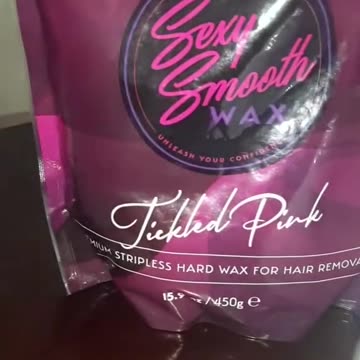 Sexy
Smooth
WAX
UNLEASH YOUR
Tickled Pink
STRIPLESS HARD WAX FOR HAIR
/450g ℮